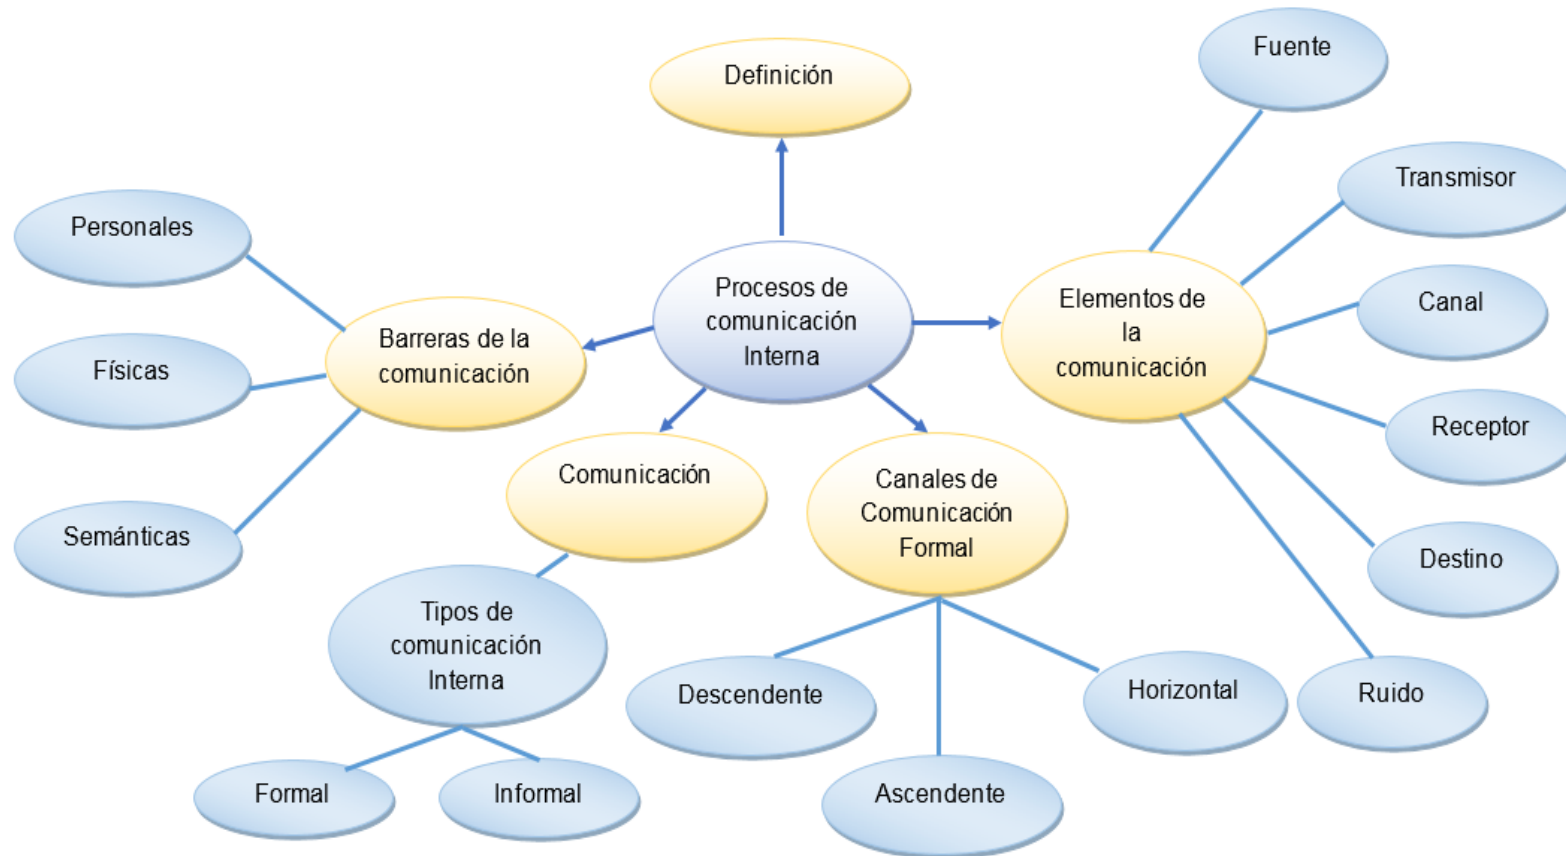 Definición
Fuente
Transmisor
Canal
Receptor
Destino
Ruido
Elementos de
la
comunicación
Procesos de
comunicación
Interna
Barreras de la
comunicación
Personales
Físicas
Semánticas
Comunicación
Tipos de
comunicación
Interna
Formal
Informal
Canales de
Comunicación
Formal
Descendente
Ascendente
Horizontal